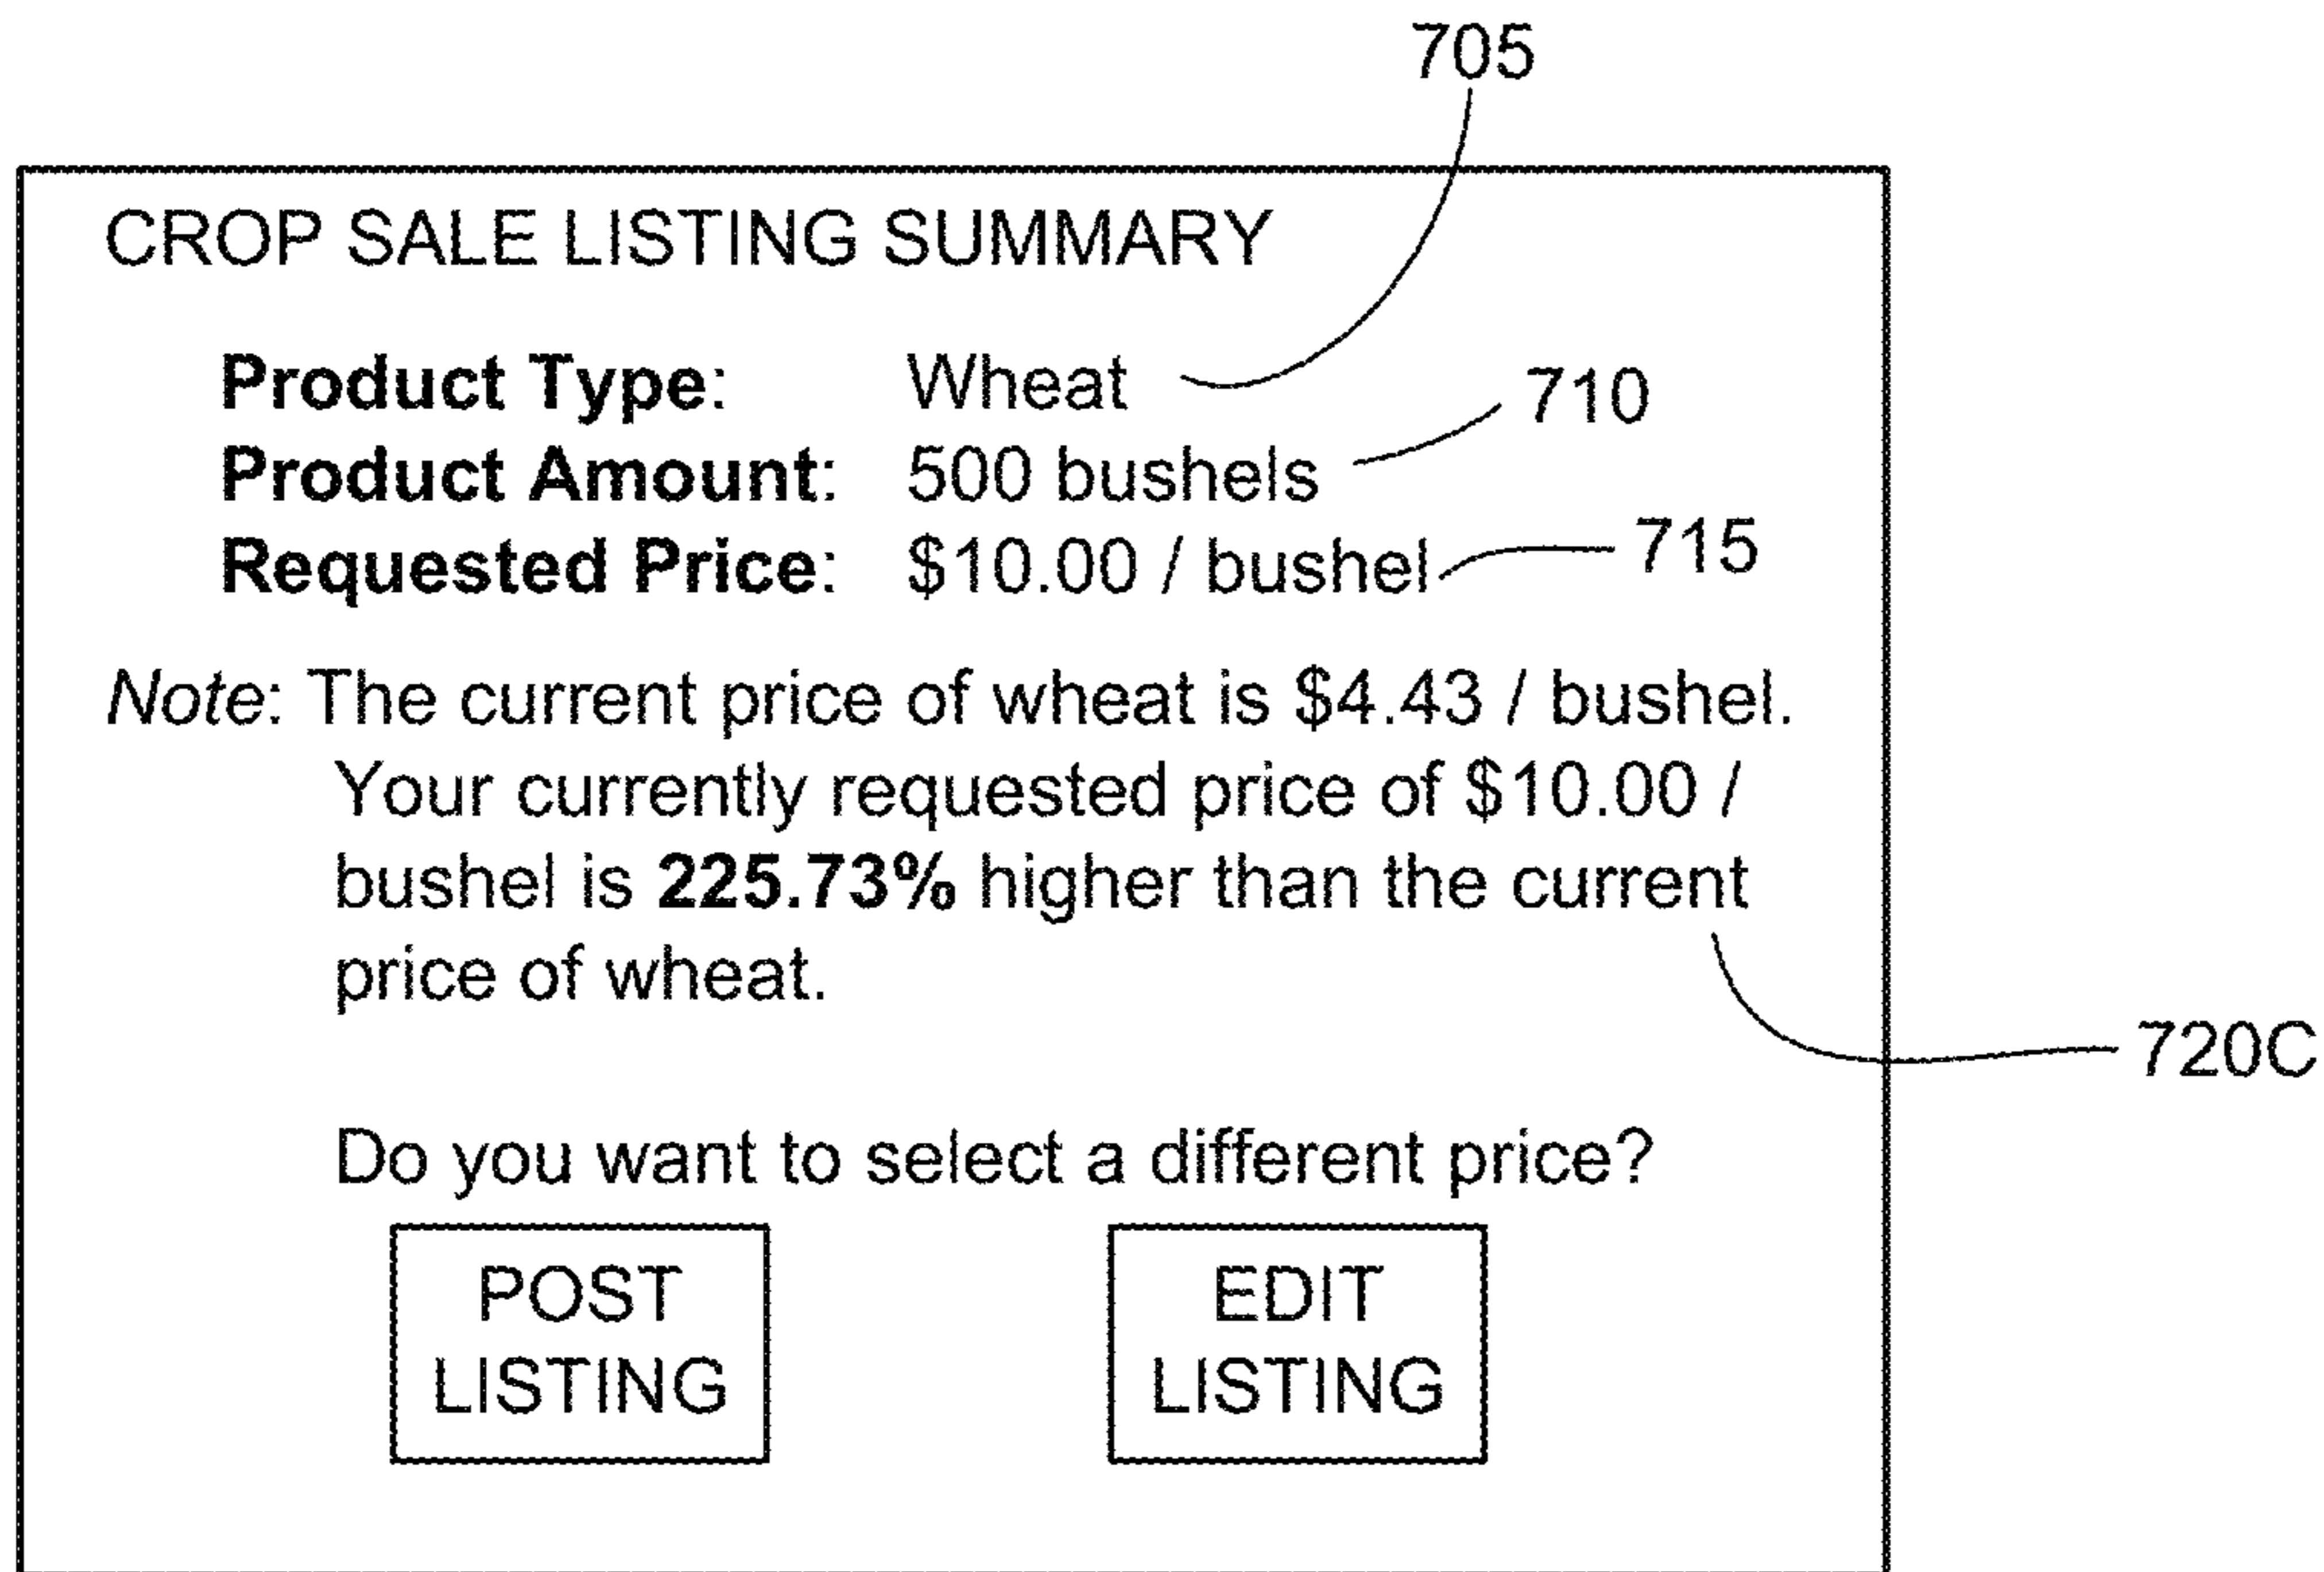 705
CROP SALE LISTING SUMMARY
Product Type: Wheat
710
Product Amount: 500 bushels
Requested Price: $10.00 / bushel
715
Note: The current price of wheat is $4.43 / bushel.
Your currently requested price of $10.00 /
bushel is 225.73% higher than the current
price of wheat.
720C
Do you want to select a different price?
POST
LISTING
EDIT
LISTING